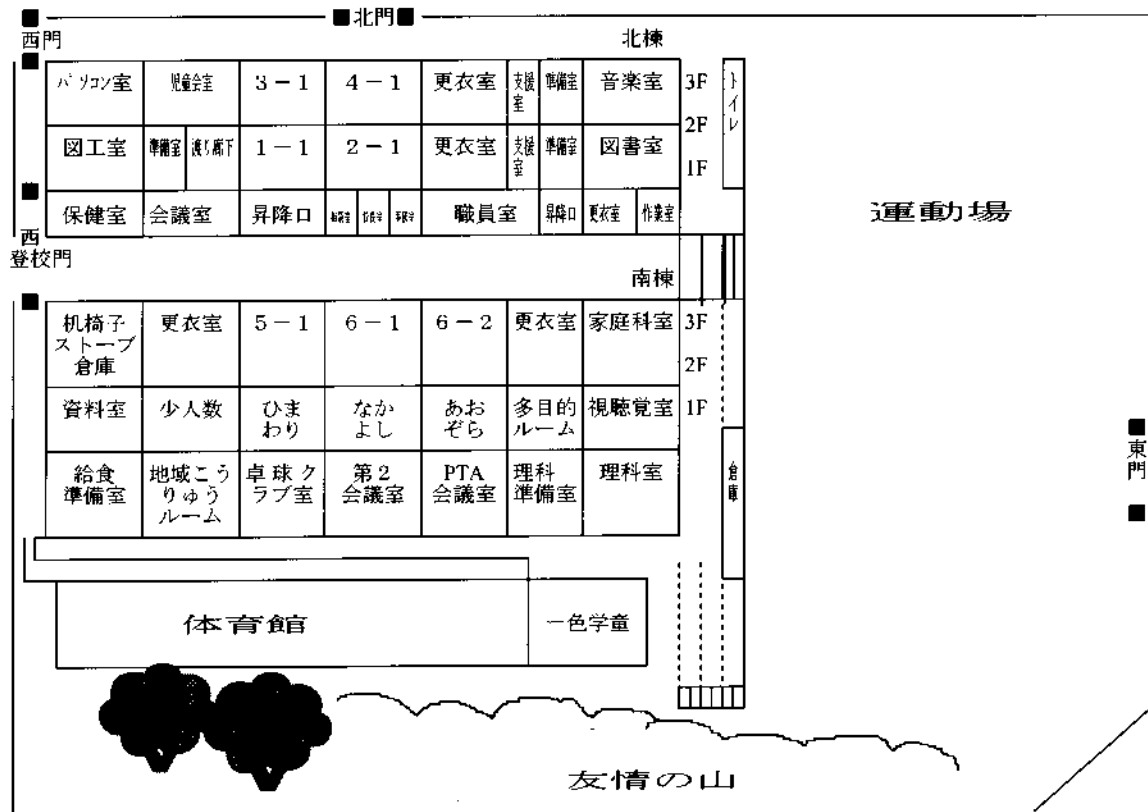 北門
西門
北棟
パソコン室 児童会室 3-1 4-1 更衣室 支援室 準備室 音楽室 3F トイレ
2F
図工室 準備室 渡り廊下 1-1 2-1 更衣室 支援室 準備室 図書室 1F
保健室 会議室 昇降口 職員室 昇降口 更衣室 作業室
運動場
西
登校門
南棟
机椅子
ストーブ
倉庫
更衣室 5-1 6-1 6-2 更衣室 家庭科室 3F
2F
資料室 少人数 ひま
わり
なか
よし
あお
ぞら
多目的
ルーム
視聴覚室 1F
給食
準備室
地域こう
りゅう
ルーム
卓球ク
ラブ室
第2
会議室
PTA
会議室
理科
準備室
理科室
倉庫
東門
体育館
一色学童
友情の山